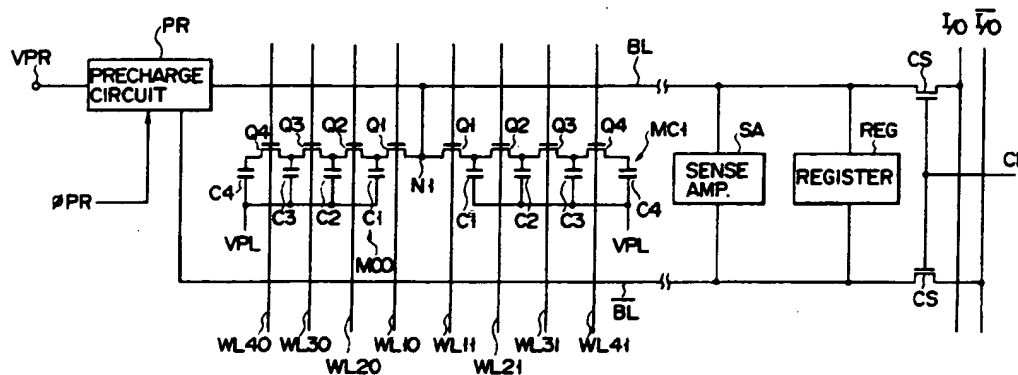 PR
VPR
PRECHARGE
CIRCUIT
øPR
BL
I/O
I/O
CS
Q4
Q3
Q2
Q1
Q1
Q2
Q3
Q4
MC1
SA
REG
SENSE
AMP.
REGISTER
C4
C3
C2
C1
N1
C1
C2
C3
C4
VPL
M00
VPL
BL
CS
WL40
WL30
WL20
WL10
WL11
WL21
WL31
WL41